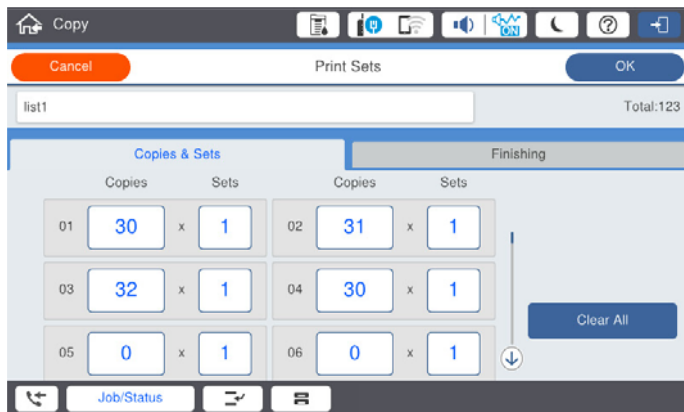 Copy
ON
Cancel Print Sets OK
list1 Total:123
Copies & Sets Finishing
Copies Sets Copies Sets
01 30 x 1 02 31 x 1
03 32 x 1 04 30 x 1
Clear All
05 0 x 1 06 0 x 1
Job/Status